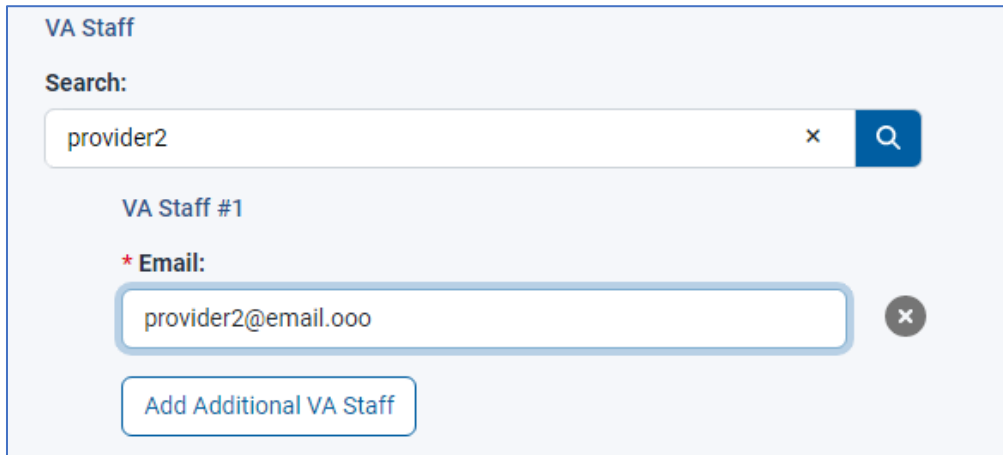 VA Staff
Search:
provider2
VA Staff #1
* Email:
provider2@email.ooo
Add Additional VA Staff